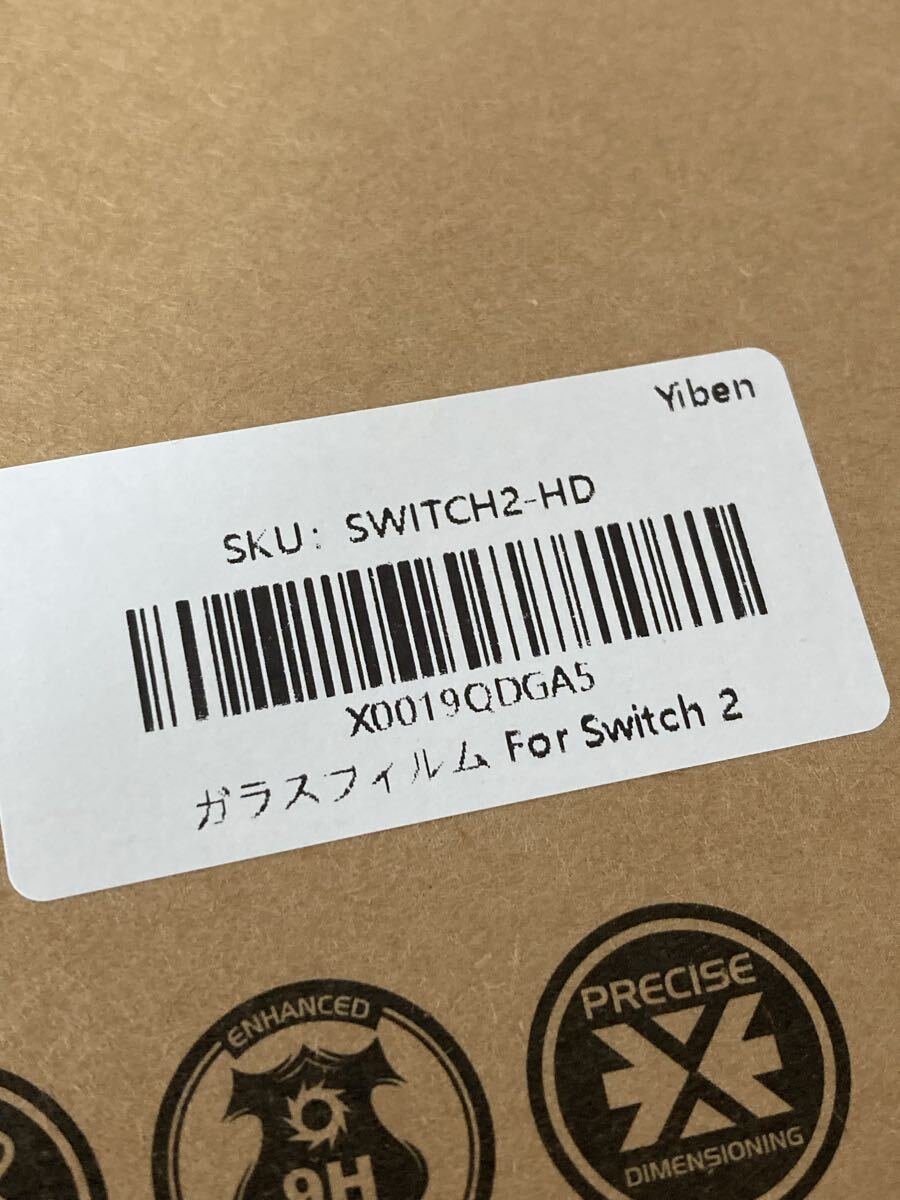 Yiben
SKU: SWITCH2-HD
X0019QDGA5
ガラスフィルム For Switch 2
ENHANCED
9H
PRECISE
DIMENSIONING